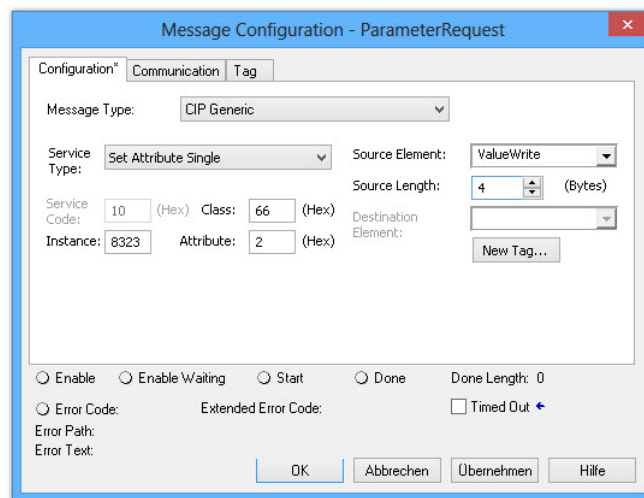 Message Configuration - ParameterRequest
Configuration* Communication Tag
Message Type: CIP Generic
Service Type: Set Attribute Single
Source Element: ValueWrite
Source Length: 4 (Bytes)
Service Code: 10 (Hex) Class: 66 (Hex)
Destination Element:
Instance: 8323 Attribute: 2 (Hex)
New Tag...
Enable Enable Waiting Start Done Done Length: 0
Error Code: Extended Error Code: Timed Out
Error Path:
Error Text:
OK Abbrechen Übernehmen Hilfe